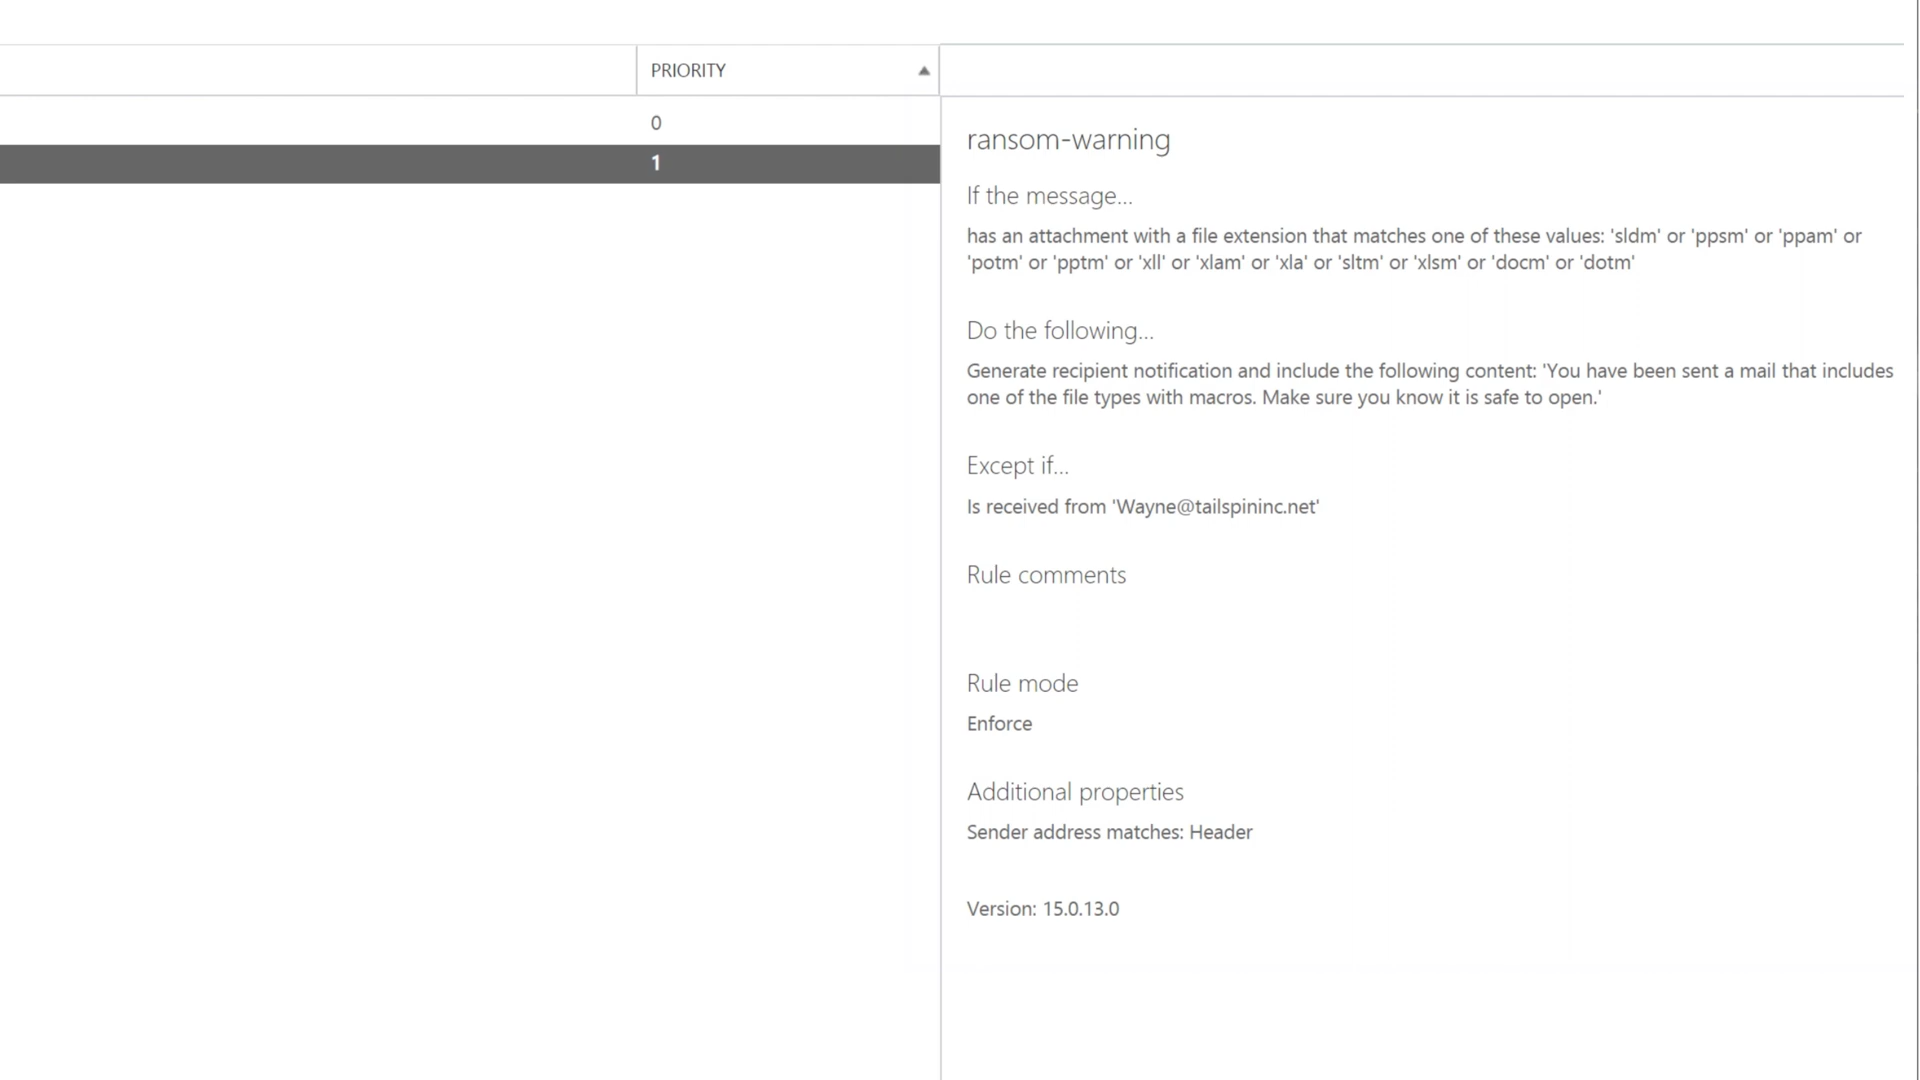 PRIORITY
0
1
ransom-warning
If the message...
has an attachment with a file extension that matches one of these values: 'sldm' or 'ppsm' or 'ppam' or
'potm' or 'pptm' or 'xll' or 'xlam' or 'xla' or 'sltm' or 'xlsm' or 'docm' or 'dotm'
Do the following...
Generate recipient notification and include the following content: 'You have been sent a mail that includes
one of the file types with macros. Make sure you know it is safe to open.'
Except if...
Is received from 'Wayne@tailspininc.net'
Rule comments
Rule mode
Enforce
Additional properties
Sender address matches: Header
Version: 15.0.13.0